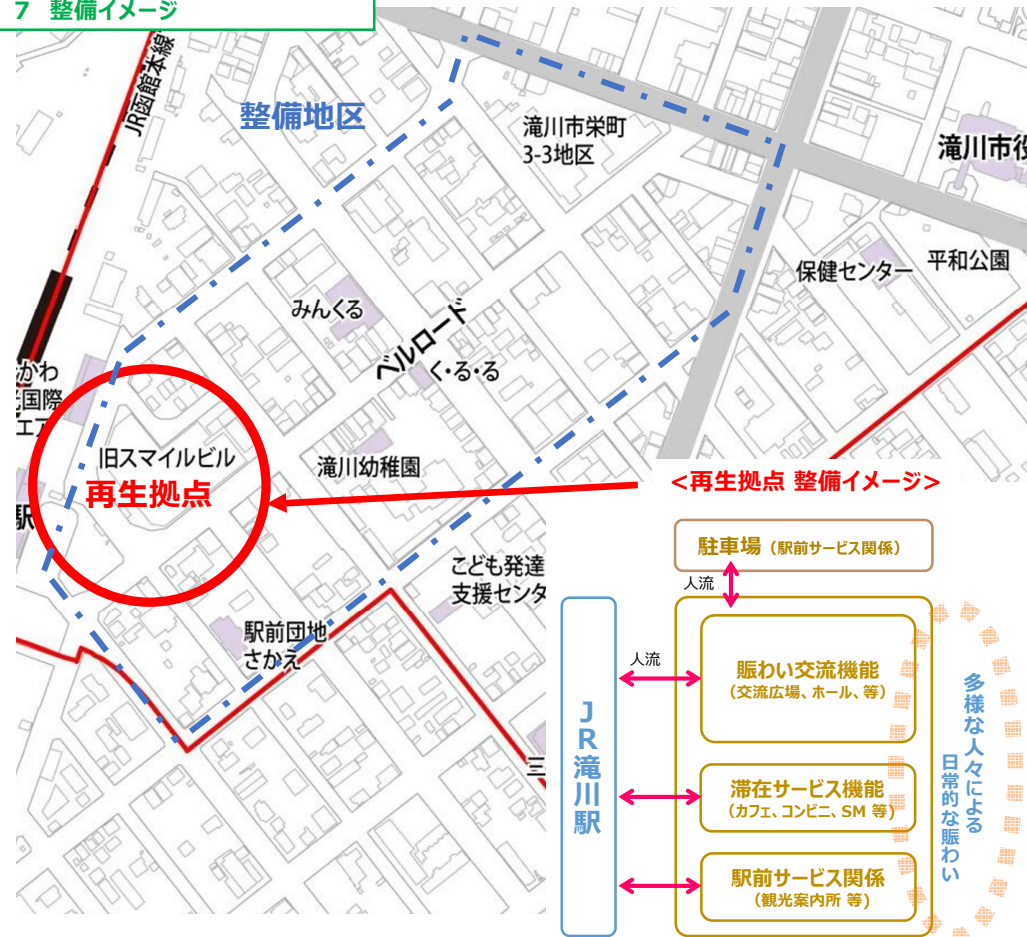 7 整備イメージ
JR函館本線
整備地区
滝川市栄町
3-3地区
滝川市役
保健センター
平和公園
みんくる
ベルロード
く・る・る
かわ
国際
エア
旧スマイルビル
再生拠点
滝川幼稚園
駅
こども発達
支援センタ
駅前団地
さかえ
三
<再生拠点 整備イメージ>
駐車場（駅前サービス関係）
人流
人流
JR滝川駅
賑わい交流機能
（交流広場、ホール、等）
滞在サービス機能
（カフェ、コンビニ、SM 等）
駅前サービス関係
（観光案内所 等）
多様な人々による
日常的な賑わい